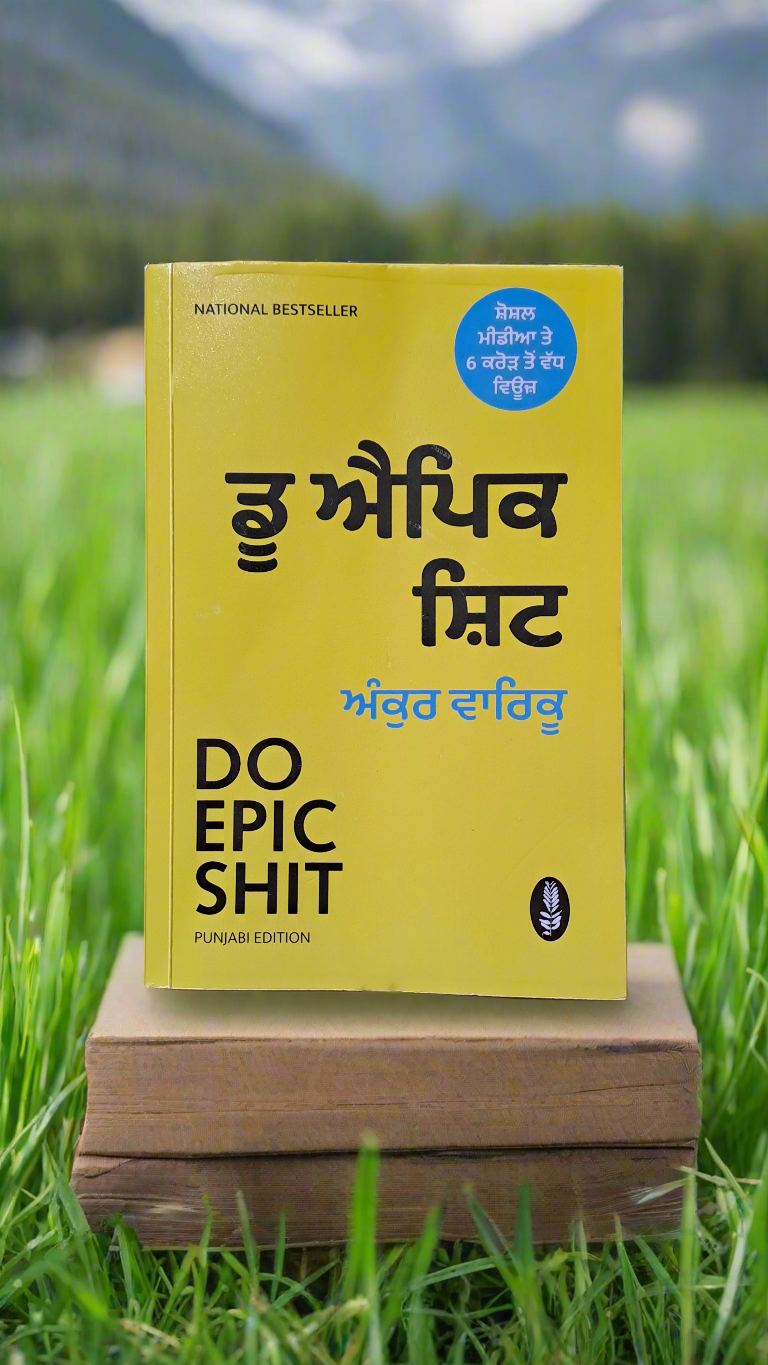 NATIONAL BESTSELLER
ਸ਼ੋਸ਼ਲ
ਮੀਡੀਆ ਤੇ
6 ਕਰੋੜ ਤੋਂ ਵੱਧ
ਵਿਊਜ਼
ਡੂ ਐਪਿਕ
ਸ਼ਿਟ
ਅੰਕੁਰ ਵਾਰਿਕੂ
DO
EPIC
SHIT
PUNJABI EDITION